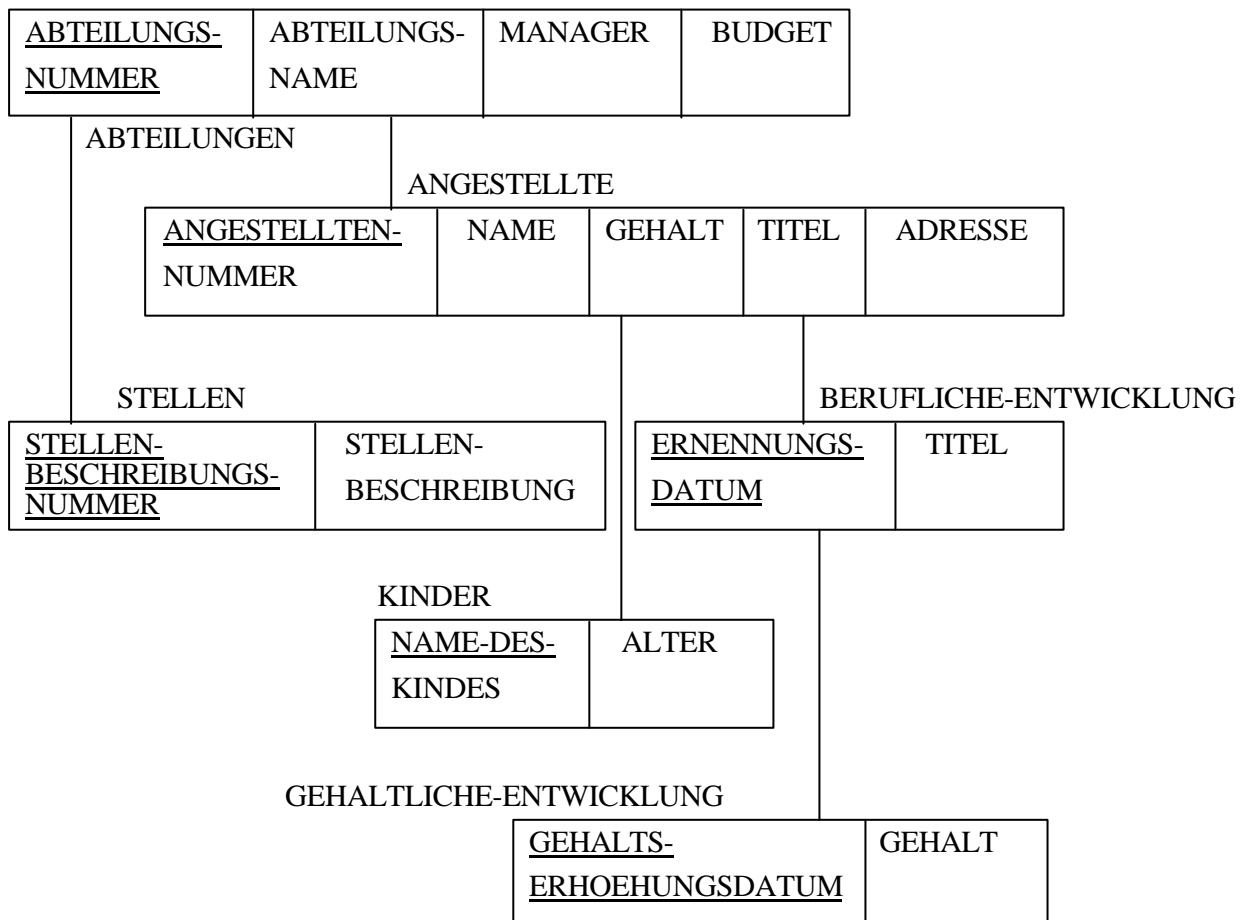 ABTEILUNGS-
NUMMER
ABTEILUNGS-
NAME
MANAGER
BUDGET
ABTEILUNGEN
ANGESTELLTE
ANGESTELLTEN-
NUMMER
NAME
GEHALT
TITEL
ADRESSE
STELLEN
STELLEN-
BESCHREIBUNGS-
NUMMER
STELLEN-
BESCHREIBUNG
BERUFLICHE-ENTWICKLUNG
ERNENNUNGS-
DATUM
TITEL
KINDER
NAME-DES-
KINDES
ALTER
GEHALTLICHE-ENTWICKLUNG
GEHALTS-
ERHOEHUNGSDATUM
GEHALT